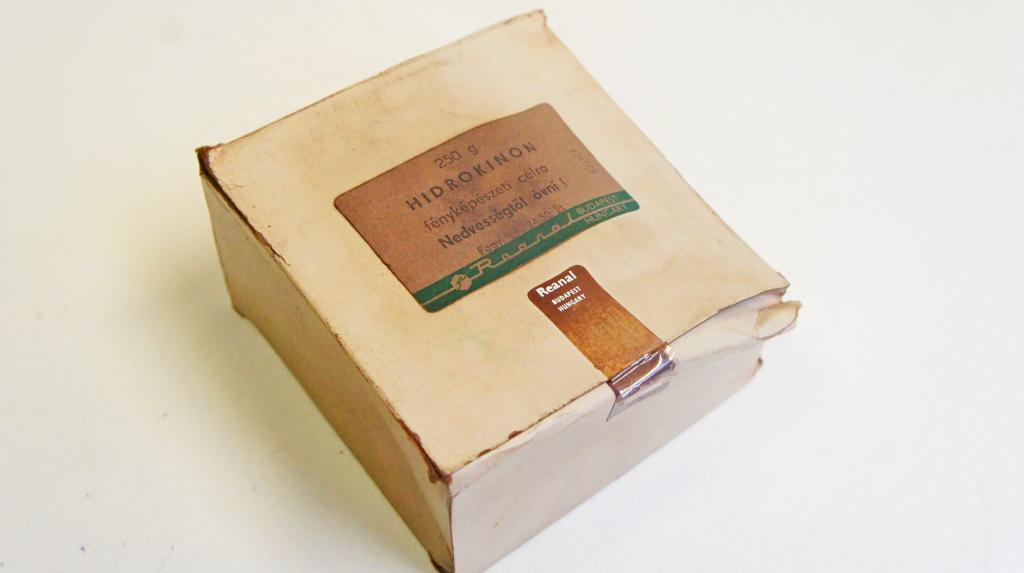 250 g
HIDROKINON
fényképészeti célra
Nedvességtől óvni!
Reanal BUDAPEST
HUNGARY
Reanal
BUDAPEST
HUNGARY